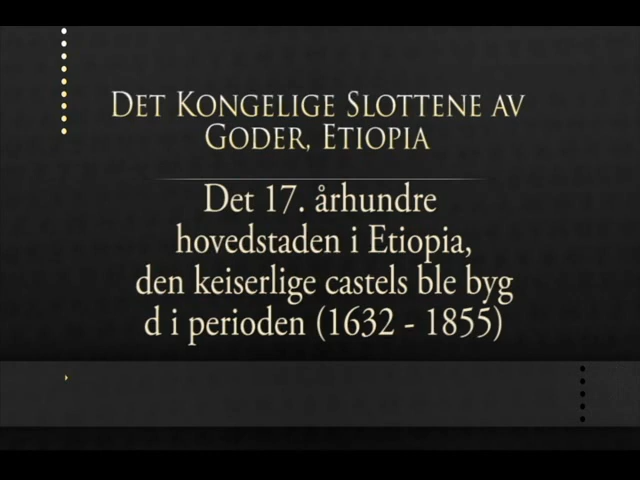 DET KONGELIGE SLOTTENE AV
GODER, ETIOPIA
Det 17. århundre
hovedstaden i Etiopia,
den keiserlige castels ble byg
d i perioden (1632 - 1855)